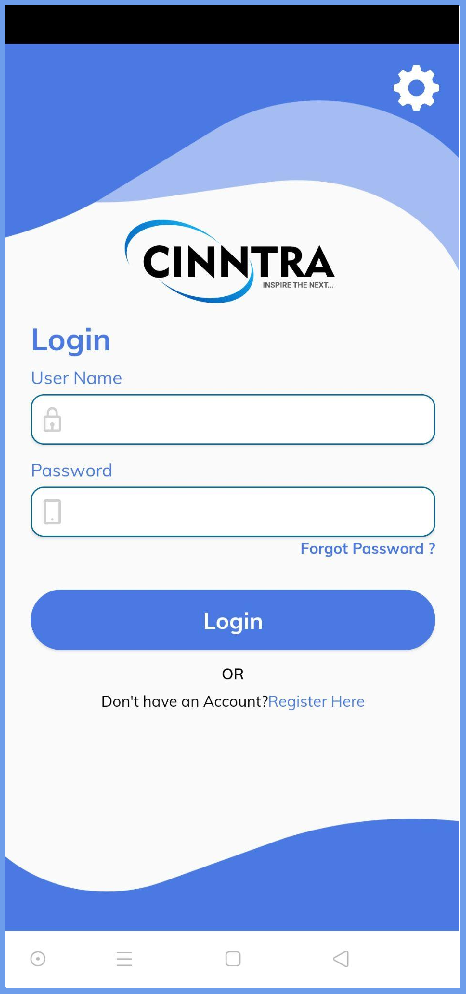 CINNTRA
INSPIRE THE NEXT...
Login
User Name
Password
Forgot Password ?
Login
OR
Don't have an Account?Register Here